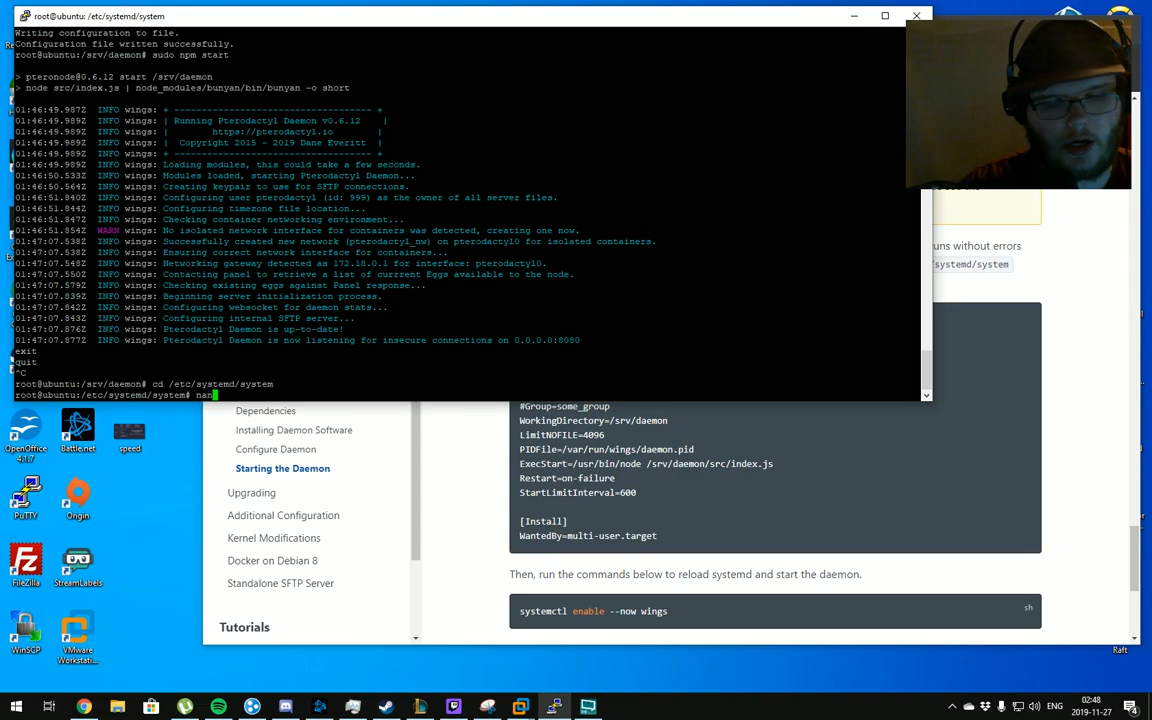 root@ubuntu: /etc/systemd/system
Writing configuration to file.
Configuration file written successfully.
root@ubuntu:/srv/daemon# sudo npm start
> pteronode@0.6.12 start /srv/daemon
> node src/index.js | node_modules/bunyan/bin/bunyan -o short
01:46:49.987Z  INFO wings: + ----------------------------------- +
01:46:49.989Z  INFO wings: | Running Pterodactyl Daemon v0.6.12 |
01:46:49.989Z  INFO wings: | https://pterodactyl.io |
01:46:49.989Z  INFO wings: | Copyright 2015 - 2019 Dane Everitt |
01:46:49.989Z  INFO wings: + ----------------------------------- +
01:46:49.989Z  INFO wings: Loading modules, this could take a few seconds.
01:46:50.533Z  INFO wings: Modules loaded, starting Pterodactyl Daemon...
01:46:50.564Z  INFO wings: Creating keypair to use for SFTP connections.
01:46:51.840Z  INFO wings: Configuring user pterodactyl (id: 999) as the owner of all server files.
01:46:51.844Z  INFO wings: Configuring timezone file location...
01:46:51.847Z  INFO wings: Checking container networking environment...
01:46:51.854Z  WARN wings: No isolated network interface for containers was detected, creating one now.
01:47:07.538Z  INFO wings: Successfully created new network (pterodactyl_nw) on pterodactyl0 for isolated containers.
01:47:07.538Z  INFO wings: Ensuring correct network interface for containers...
01:47:07.548Z  INFO wings: Networking gateway detected as 172.18.0.1 for interface: pterodactyl0.
01:47:07.550Z  INFO wings: Contacting panel to retrieve a list of currrent Eggs available to the node.
01:47:07.579Z  INFO wings: Checking existing eggs against Panel response...
01:47:07.839Z  INFO wings: Beginning server initialization process.
01:47:07.842Z  INFO wings: Configuring websocket for daemon stats...
01:47:07.843Z  INFO wings: Configuring internal SFTP server...
01:47:07.876Z  INFO wings: Pterodactyl Daemon is up-to-date!
01:47:07.877Z  INFO wings: Pterodactyl Daemon is now listening for insecure connections on 0.0.0.0:8080
exit
quit
^C
root@ubuntu:/srv/daemon# cd /etc/systemd/system
root@ubuntu:/etc/systemd/system# nan
uns without errors
/systemd/system
#Group=some_group
WorkingDirectory=/srv/daemon
LimitNOFILE=4096
PIDFile=/var/run/wings/daemon.pid
ExecStart=/usr/bin/node /srv/daemon/src/index.js
Restart=on-failure
StartLimitInterval=600
[Install]
WantedBy=multi-user.target
Then, run the commands below to reload systemd and start the daemon.
systemctl enable --now wings
sh
Dependencies
Installing Daemon Software
Configure Daemon
Starting the Daemon
Upgrading
Additional Configuration
Kernel Modifications
Docker on Debian 8
Standalone SFTP Server
Tutorials
OpenOffice 4.1.7
Battle.net
speed
PuTTY
Origin
FileZilla
StreamLabels
WinSCP
VMware Workstati...
Raft
ENG
02:48
2019-11-27
4